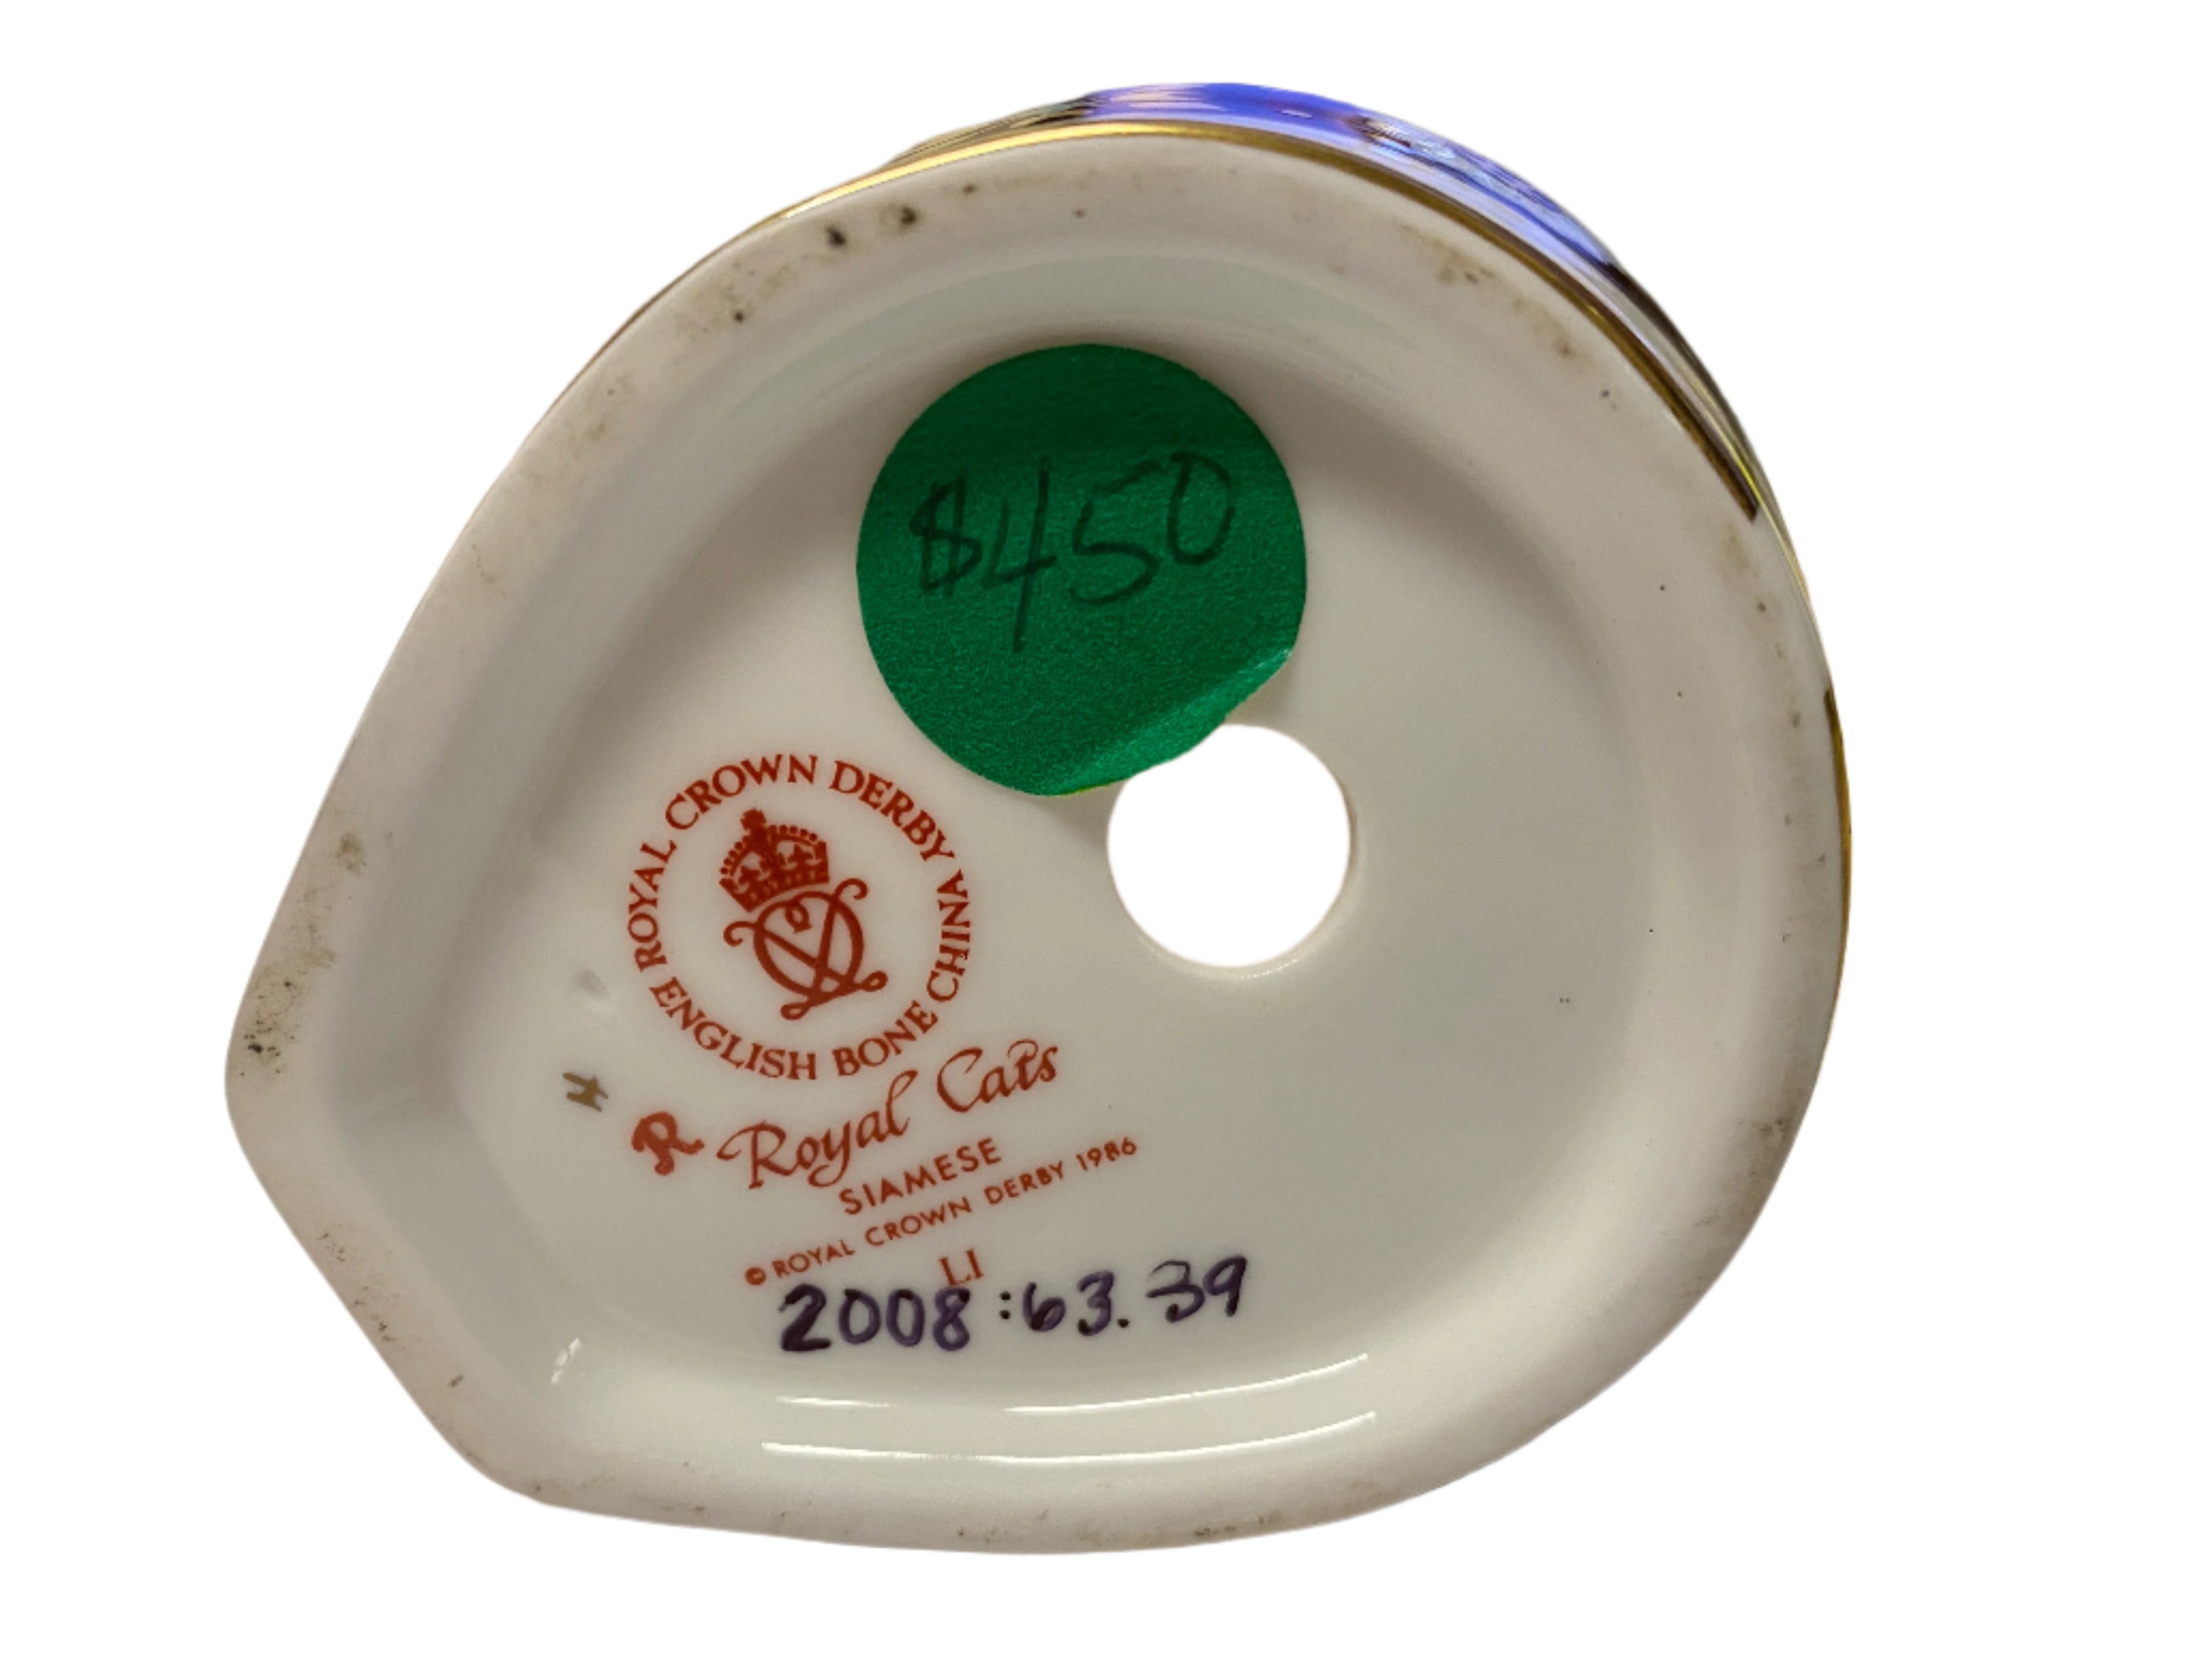 $450
ROYAL CROWN DERBY
ENGLISH BONE CHINA
H
R
Royal Cats
SIAMESE
© ROYAL CROWN DERBY 1986
LI
2008:63.39